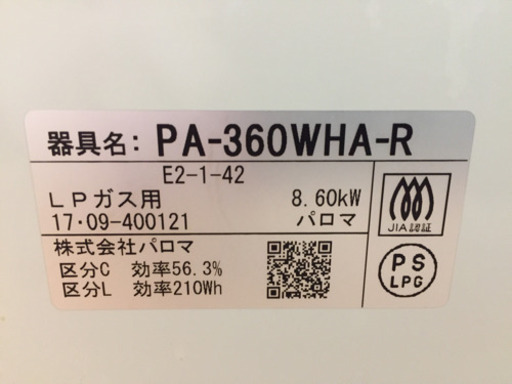 器具名: PA-360WHA-R
E2-1-42
LPガス用 8.60kW
17・09-400121 パロマ
株式会社パロマ
区分C 効率56.3%
区分L 効率210Wh
JIA認証
PS
LPG